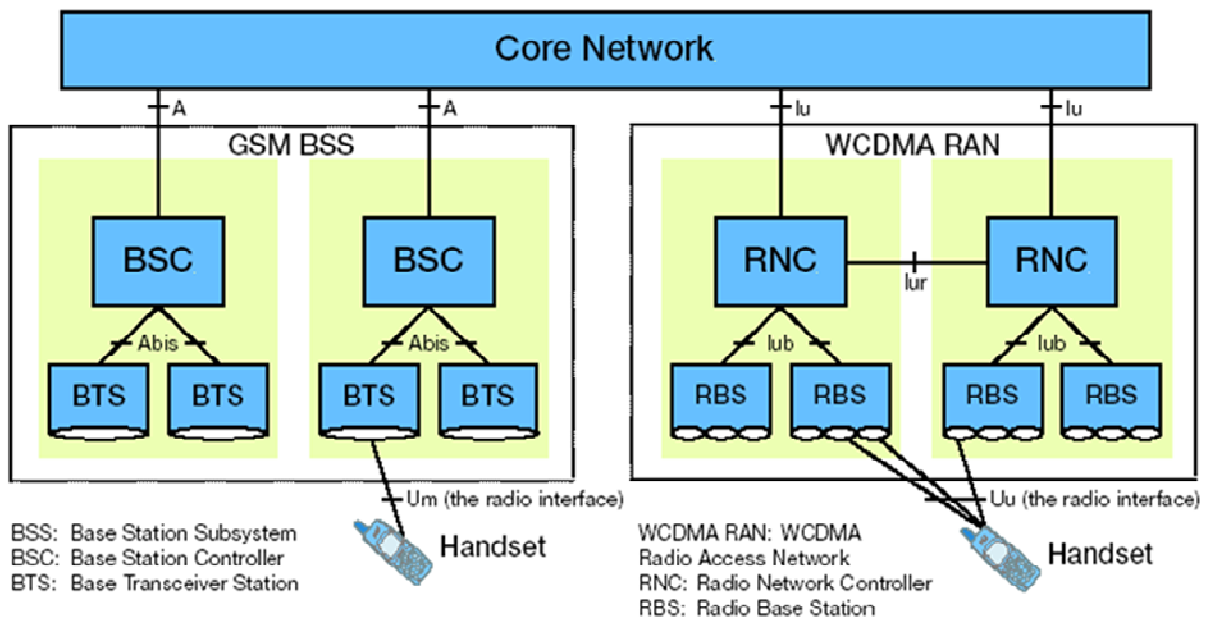 Core Network
A
A
Iu
Iu
GSM BSS
WCDMA RAN
BSC
BSC
RNC
RNC
Iur
Abis
Abis
Iub
Iub
BTS
BTS
BTS
BTS
RBS
RBS
RBS
RBS
Um (the radio interface)
Uu (the radio interface)
Handset
Handset
BSS: Base Station Subsystem
BSC: Base Station Controller
BTS: Base Transceiver Station
WCDMA RAN: WCDMA
Radio Access Network
RNC: Radio Network Controller
RBS: Radio Base Station